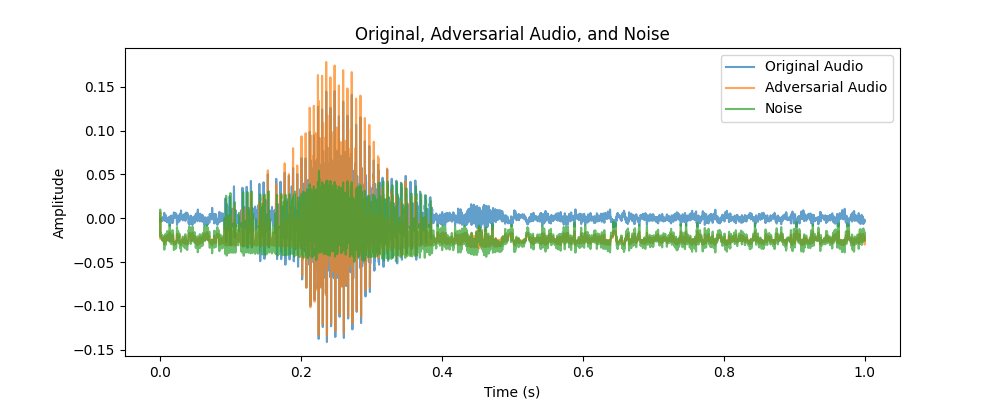 Original, Adversarial Audio, and Noise
Original Audio
Adversarial Audio
Noise
Amplitude
0.15
0.10
0.05
0.00
−0.05
−0.10
−0.15
0.0 0.2 0.4 0.6 0.8 1.0
Time (s)